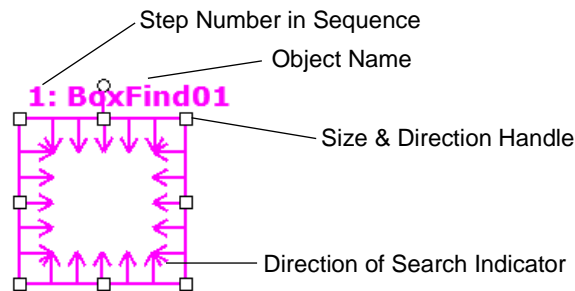 Step Number in Sequence
Object Name
1: BoxFind01
Size & Direction Handle
Direction of Search Indicator